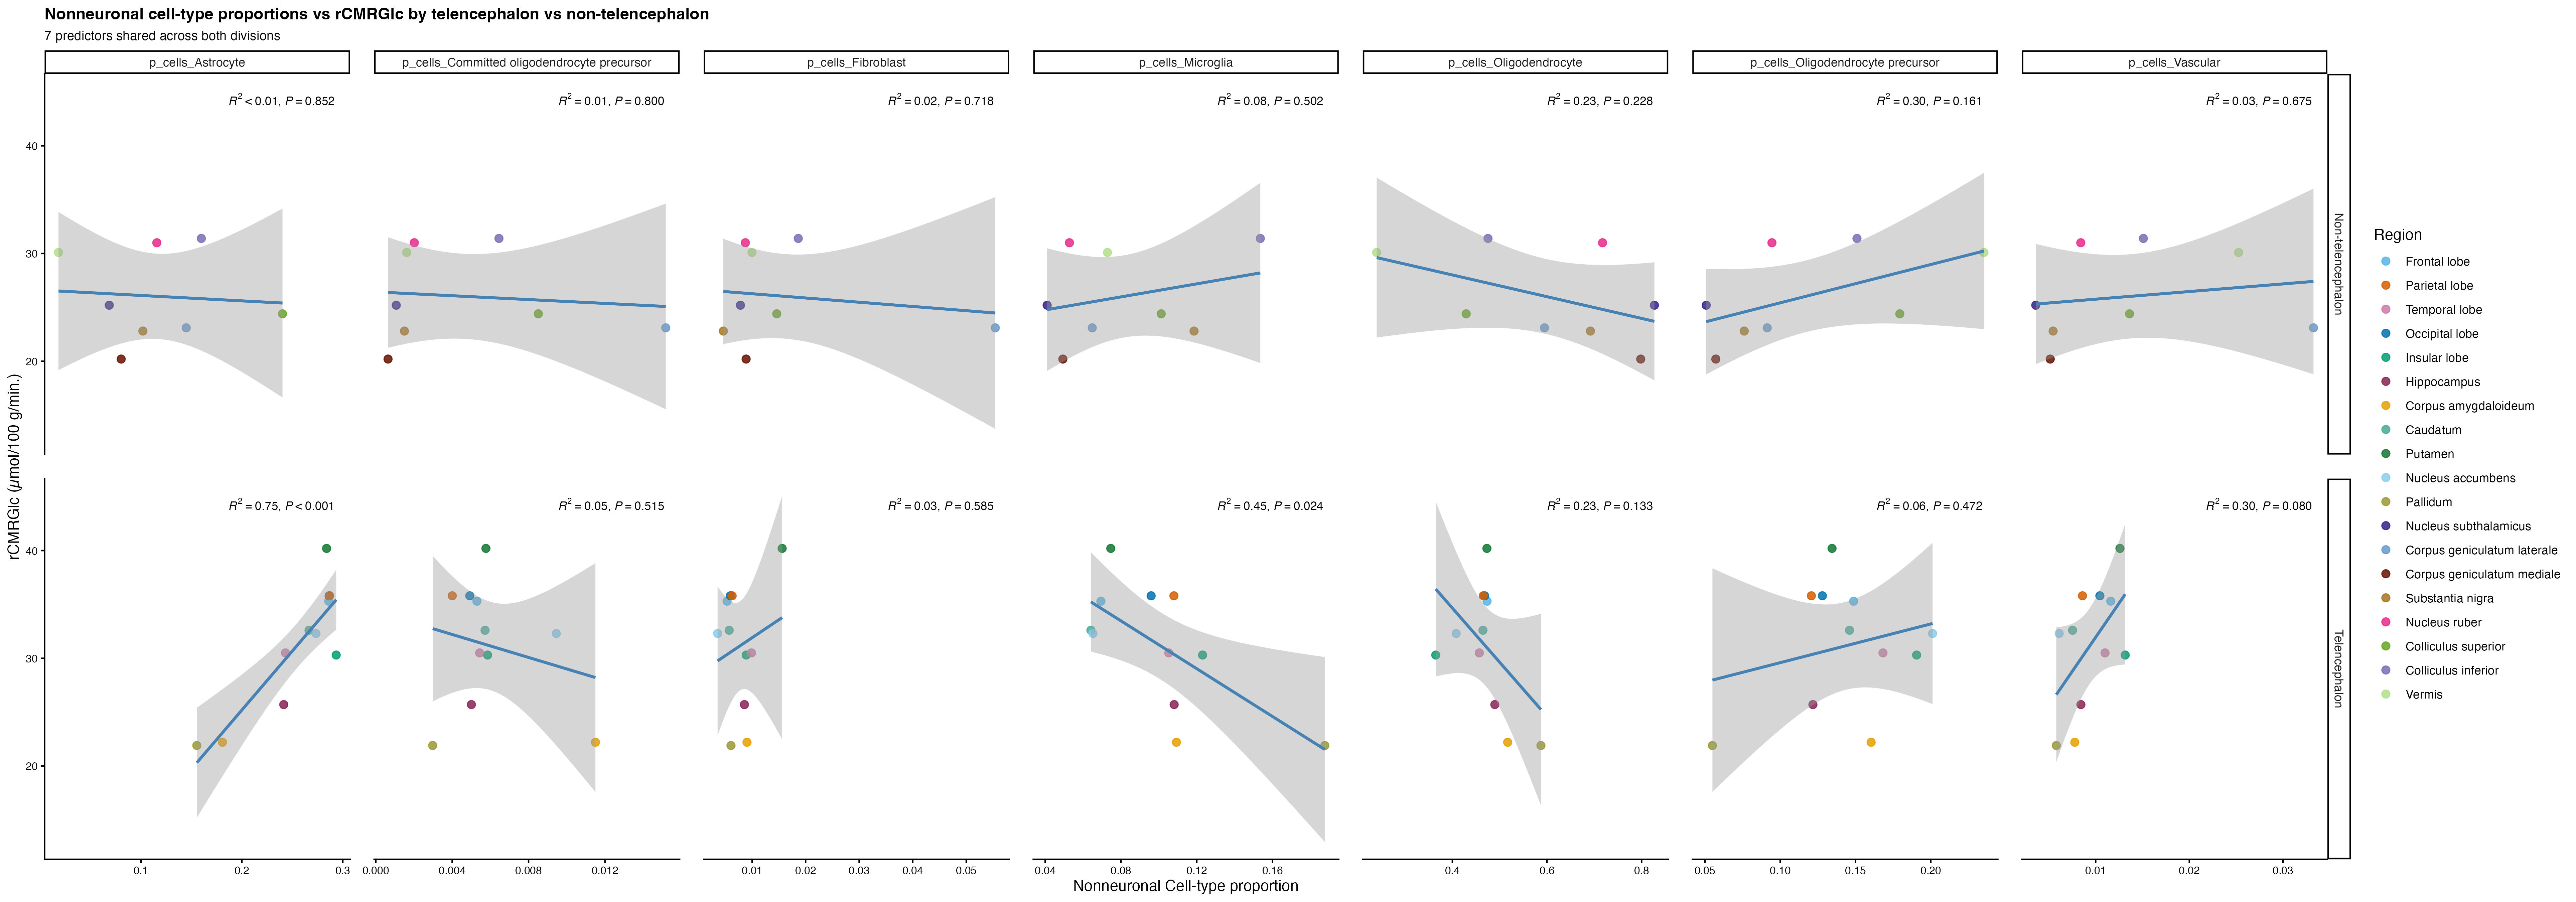 Nonneuronal cell-type proportions vs rCMRGlc by telencephalon vs non-telencephalon
7 predictors shared across both divisions
p_cells_Astrocyte
p_cells_Committed oligodendrocyte precursor
p_cells_Fibroblast
p_cells_Microglia
p_cells_Oligodendrocyte
p_cells_Oligodendrocyte precursor
p_cells_Vascular
R² < 0.01, P = 0.852
R² = 0.01, P = 0.800
R² = 0.02, P = 0.718
R² = 0.08, P = 0.502
R² = 0.23, P = 0.228
R² = 0.30, P = 0.161
R² = 0.03, P = 0.675
40
30
20
Non-telencephalon
R² = 0.75, P < 0.001
R² = 0.05, P = 0.515
R² = 0.03, P = 0.585
R² = 0.45, P = 0.024
R² = 0.23, P = 0.133
R² = 0.06, P = 0.472
R² = 0.30, P = 0.080
40
30
20
Telencephalon
rCMRGlc (µmol/100 g/min.)
0.1 0.2 0.3
0.000 0.004 0.008 0.012
0.01 0.02 0.03 0.04 0.05
0.04 0.08 0.12 0.16
0.4 0.6 0.8
0.05 0.10 0.15 0.20
0.01 0.02 0.03
Nonneuronal Cell-type proportion
Region
Frontal lobe
Parietal lobe
Temporal lobe
Occipital lobe
Insular lobe
Hippocampus
Corpus amygdaloideum
Caudatum
Putamen
Nucleus accumbens
Pallidum
Nucleus subthalamicus
Corpus geniculatum laterale
Corpus geniculatum mediale
Substantia nigra
Nucleus ruber
Colliculus superior
Colliculus inferior
Vermis